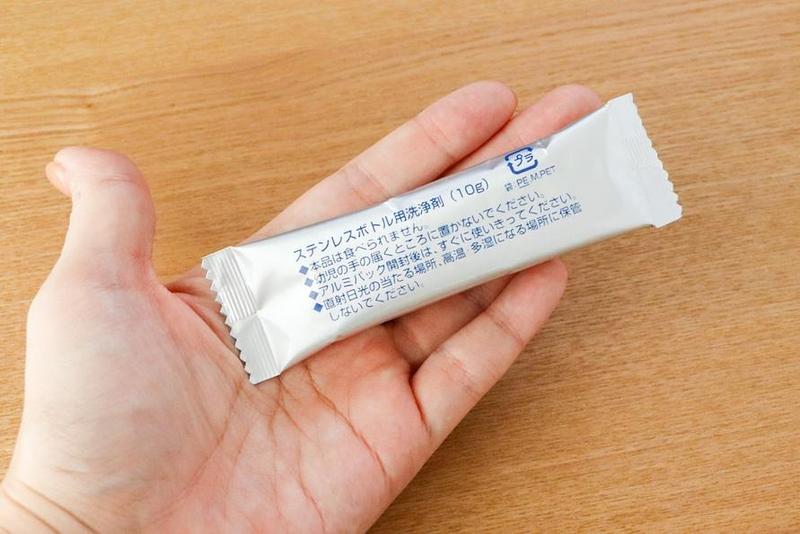 プラ
袋:PE,M,PET
ステンレスボトル用洗浄剤(10g)
◆本品は食べられません。
◆幼児の手の届くところに置かないでください。
◆アルミパック開封後は、すぐに使いきってください。
◆直射日光の当たる場所、高温 多湿になる場所に保管
しないでください。